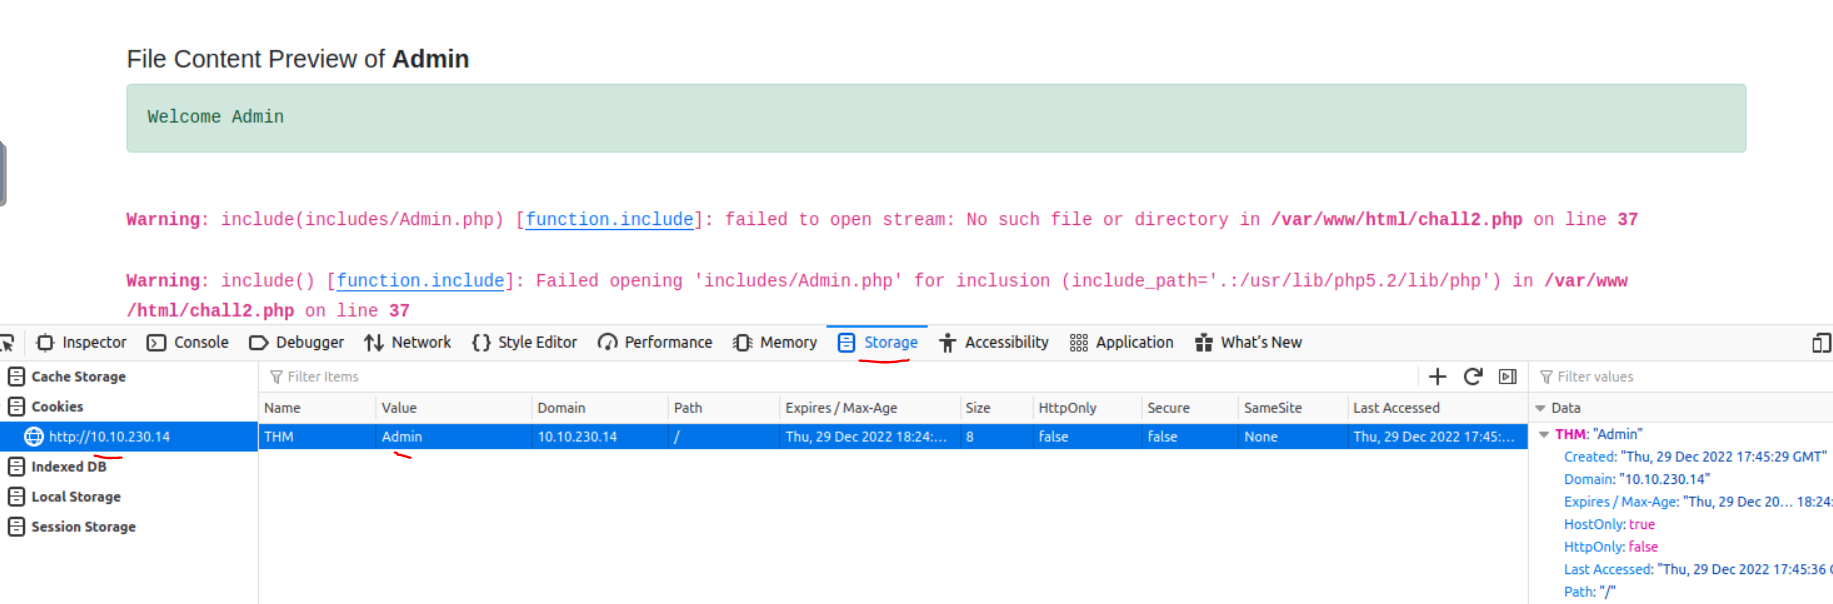 File Content Preview of Admin
Welcome Admin
Warning: include(includes/Admin.php) [function.include]: failed to open stream: No such file or directory in /var/www/html/chall2.php on line 37
Warning: include() [function.include]: Failed opening 'includes/Admin.php' for inclusion (include_path='.:/usr/lib/php5.2/lib/php') in /var/www
/html/chall2.php on line 37
Inspector Console Debugger Network Style Editor Performance Memory Storage Accessibility Application What's New
Cache Storage Filter Items Filter values
Cookies Name Value Domain Path Expires / Max-Age Size HttpOnly Secure SameSite Last Accessed Data
http://10.10.230.14 THM Admin 10.10.230.14 / Thu, 29 Dec 2022 18:24:... 8 false false None Thu, 29 Dec 2022 17:45:... THM: "Admin"
Created: "Thu, 29 Dec 2022 17:45:29 GMT"
Indexed DB
Domain: "10.10.230.14"
Local Storage Expires / Max-Age: "Thu, 29 Dec 20... 18:24:
Session Storage HostOnly: true
HttpOnly: false
Last Accessed: "Thu, 29 Dec 2022 17:45:36
Path: "/"